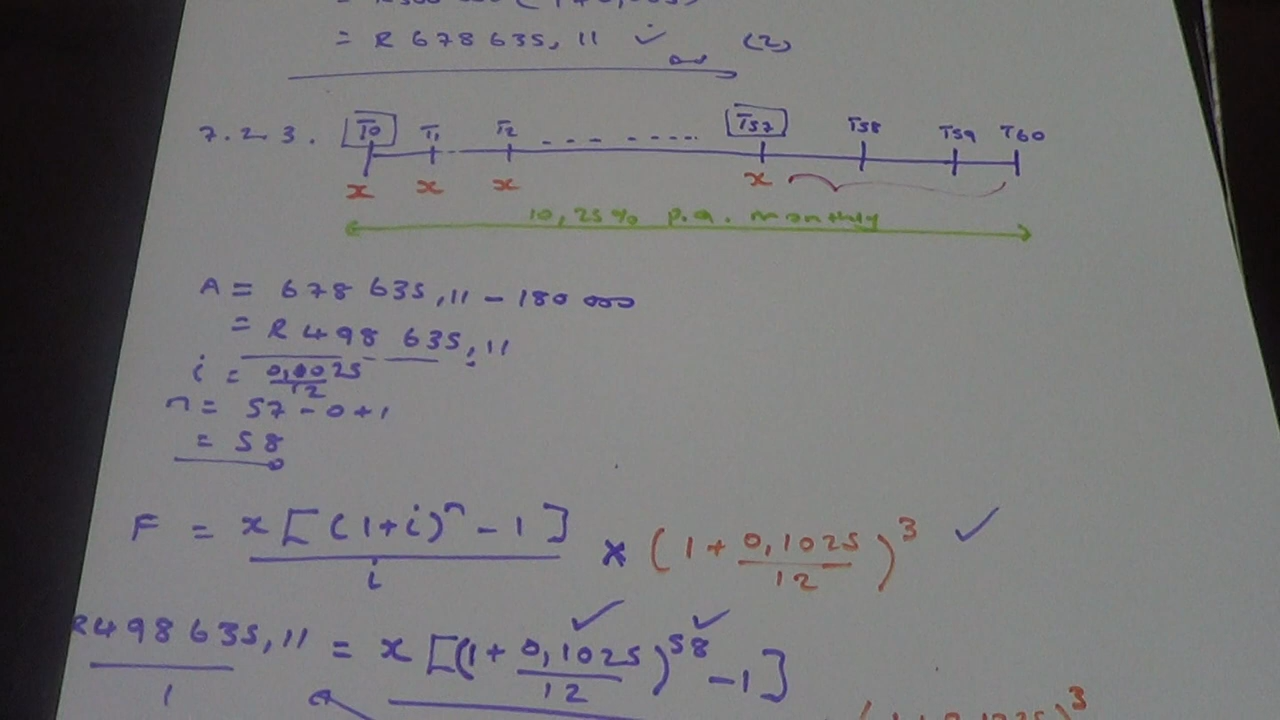 = R 678 635,11 ✓ (2)
7.2.3. T0 T1 T2 - - - - - - - - T57 T58 T59 T60
x x x x
10,25% p.a. monthly
A = 678 635,11 - 180 000
= R 498 635,11
i = 0,1025/12
n = 57 - 0 + 1
= 58
F = x[(1+i)^n - 1]/i × (1 + 0,1025/12)^3 ✓
R498 635,11/1 = x[(1 + 0,1025/12)^58 - 1] ✓ ✓